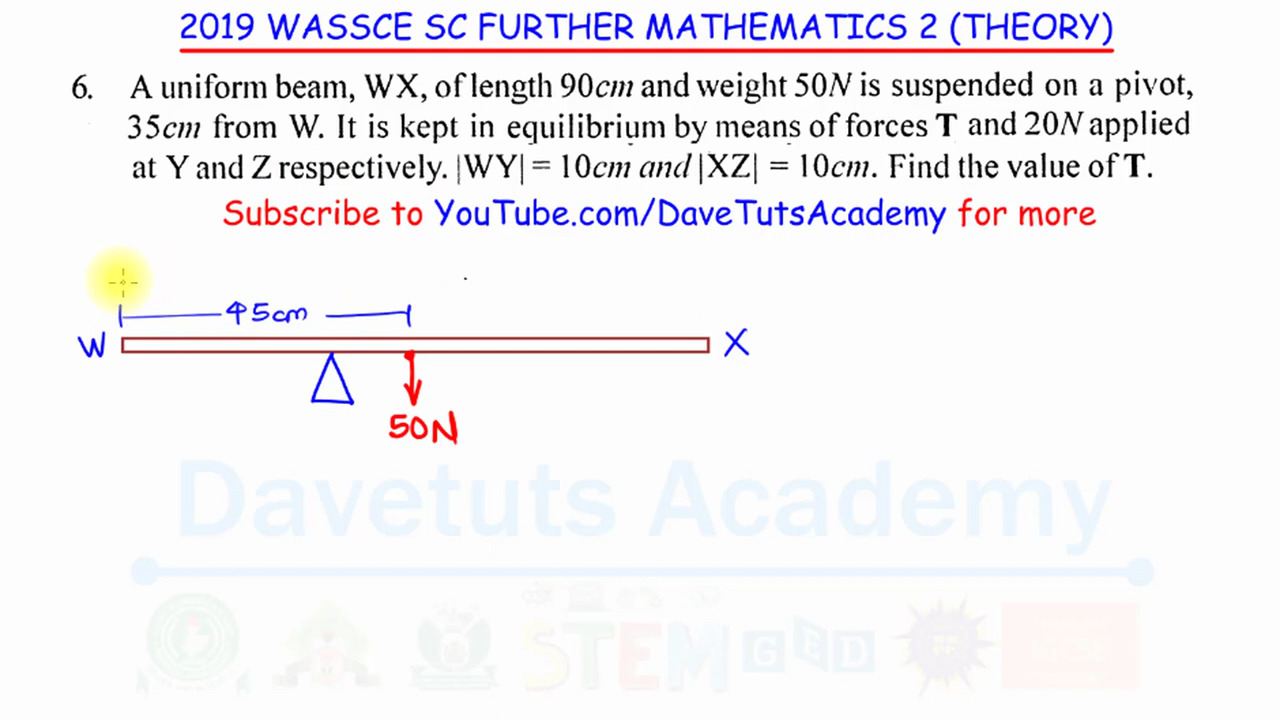 2019 WASSCE SC FURTHER MATHEMATICS 2 (THEORY)
6. A uniform beam, WX, of length 90cm and weight 50N is suspended on a pivot,
35cm from W. It is kept in equilibrium by means of forces T and 20N applied
at Y and Z respectively. |WY| = 10cm and |XZ| = 10cm. Find the value of T.
Subscribe to YouTube.com/DaveTutsAcademy for more
45cm
W X
50N
Davetuts Academy
STEM GED